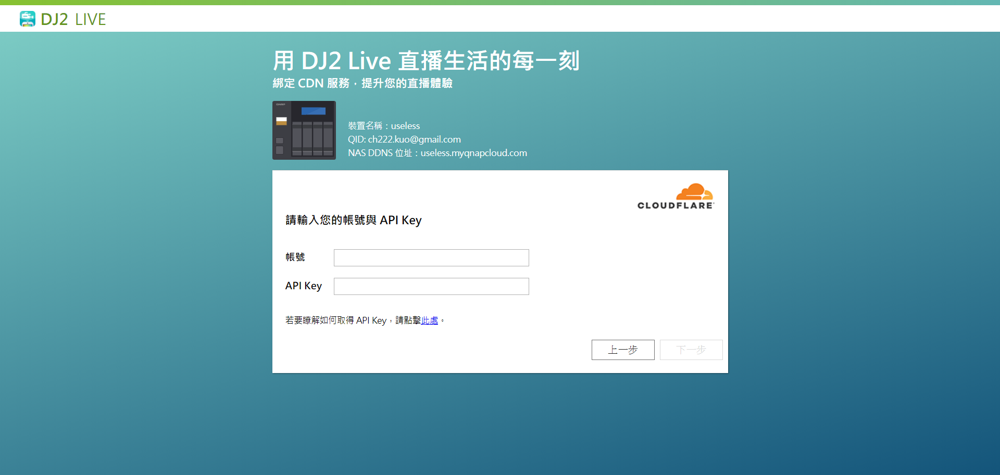 DJ2 LIVE
用 DJ2 Live 直播生活的每一刻
綁定 CDN 服務，提升您的直播體驗
QNAP
裝置名稱：useless
QID: ch222.kuo@gmail.com
NAS DDNS 位址：useless.myqnapcloud.com
CLOUDFLARE
請輸入您的帳號與 API Key
帳號
API Key
若要瞭解如何取得 API Key，請點擊此處。
上一步 下一步